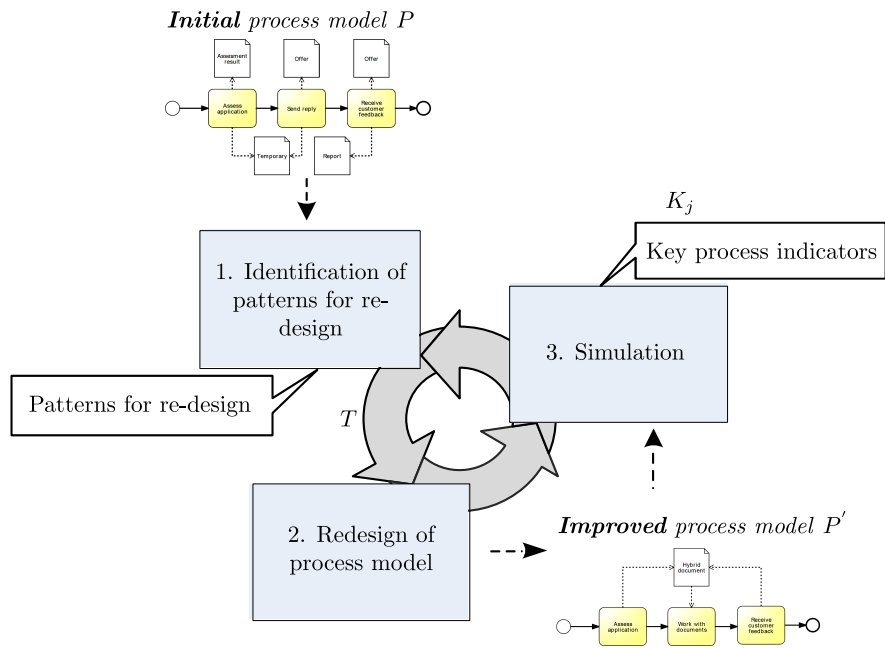 Initial process model P
Assesment
result
Offer
Offer
Assess
application
Send reply
Receive
customer
feedback
Temporary
Report
K_j
Key process indicators
1. Identification of
patterns for re-
design
3. Simulation
Patterns for re-design
T
2. Redesign of
process model
Improved process model P'
Hybrid
document
Assess
application
Work with
documents
Receive
customer
feedback